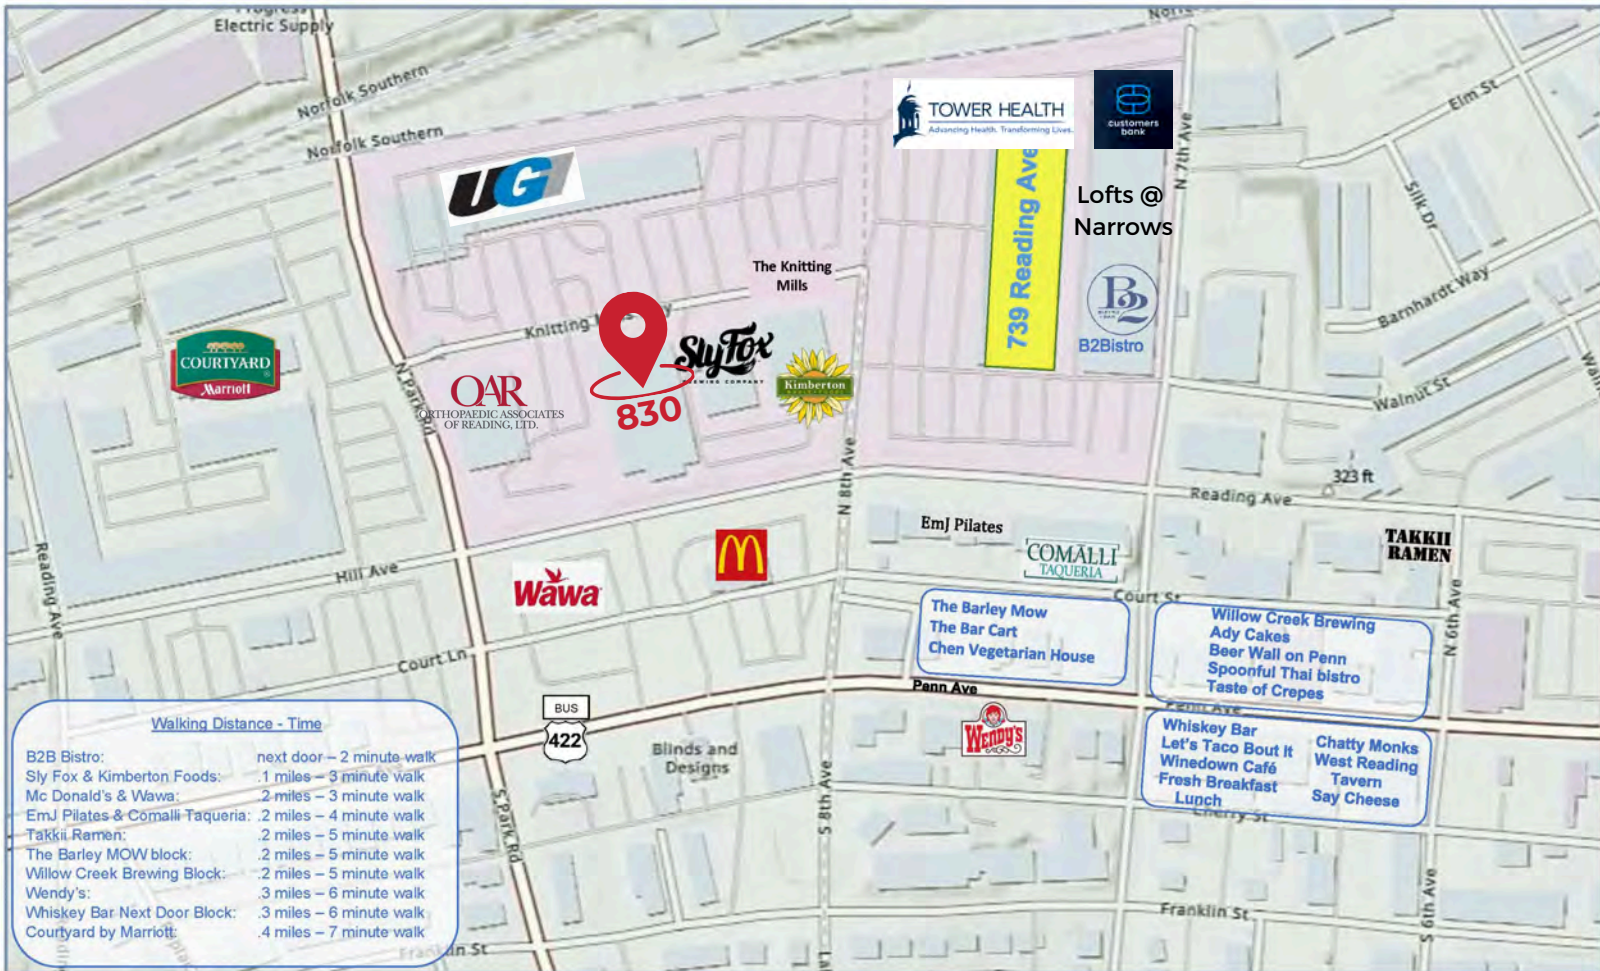 Progress
Electric Supply
Norfolk Southern
Norfolk Southern
UGI
TOWER HEALTH
Advancing Health. Transforming Lives.
customers
bank
N 7th Ave
Elm St
Silk Dr
Barnhardt Way
Walnut St
Lofts @
Narrows
739 Reading Ave
B2
B2Bistro
The Knitting
Mills
Knitting
COURTYARD
Marriott
N Park Rd
OAR
ORTHOPAEDIC ASSOCIATES
OF READING, LTD.
830
Sly Fox
BREWING COMPANY
Kimberton
N 8th Ave
Reading Ave
323 ft
Reading Ave
Hill Ave
Wawa
EmJ Pilates
COMALLI
TAQUERIA
TAKKII
RAMEN
Court St
N 6th Ave
Court Ln
The Barley Mow
The Bar Cart
Chen Vegetarian House
Willow Creek Brewing
Ady Cakes
Beer Wall on Penn
Spoonful Thai bistro
Taste of Crepes
Penn Ave
Penn Ave
BUS
422
Blinds and
Designs
Wendy's
Whiskey Bar
Let's Taco Bout It
Winedown Café
Fresh Breakfast
Lunch
Chatty Monks
West Reading
Tavern
Say Cheese
Cherry St
S Park Rd
S 8th Ave
S 6th Ave
Franklin St
Franklin St
Walking Distance - Time
B2B Bistro: next door – 2 minute walk
Sly Fox & Kimberton Foods: .1 miles – 3 minute walk
Mc Donald's & Wawa: .2 miles – 3 minute walk
EmJ Pilates & Comalli Taqueria: .2 miles – 4 minute walk
Takkii Ramen: .2 miles – 5 minute walk
The Barley MOW block: .2 miles – 5 minute walk
Willow Creek Brewing Block: .2 miles – 5 minute walk
Wendy's: .3 miles – 6 minute walk
Whiskey Bar Next Door Block: .3 miles – 6 minute walk
Courtyard by Marriott: .4 miles – 7 minute walk